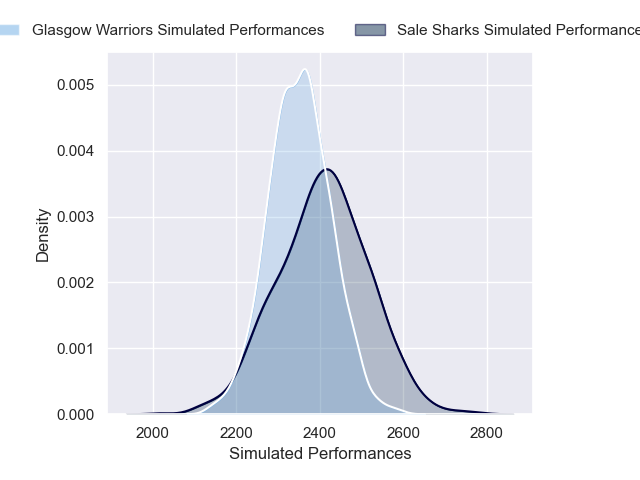 Glasgow Warriors Simulated Performances
Sale Sharks Simulated Performance
0.005
0.004
0.003
0.002
0.001
0.000
Density
2000 2200 2400 2600 2800
Simulated Performances